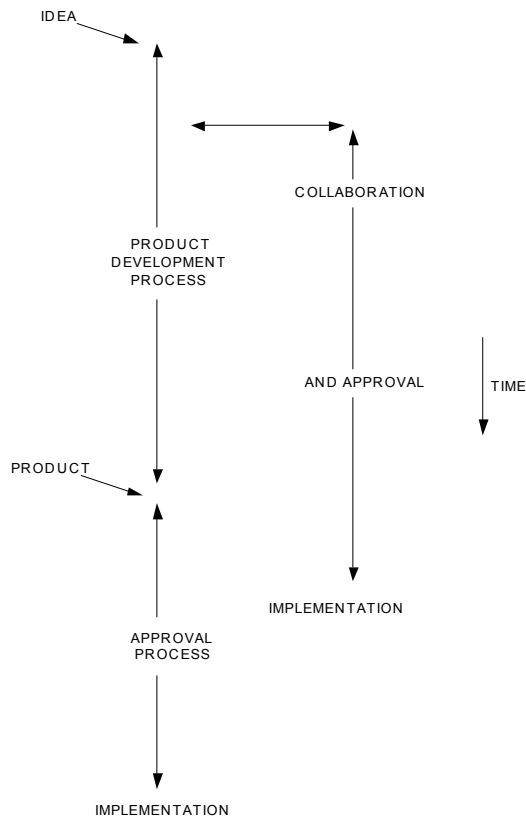 IDEA
COLLABORATION
PRODUCT
DEVELOPMENT
PROCESS
AND APPROVAL
TIME
PRODUCT
IMPLEMENTATION
APPROVAL
PROCESS
IMPLEMENTATION